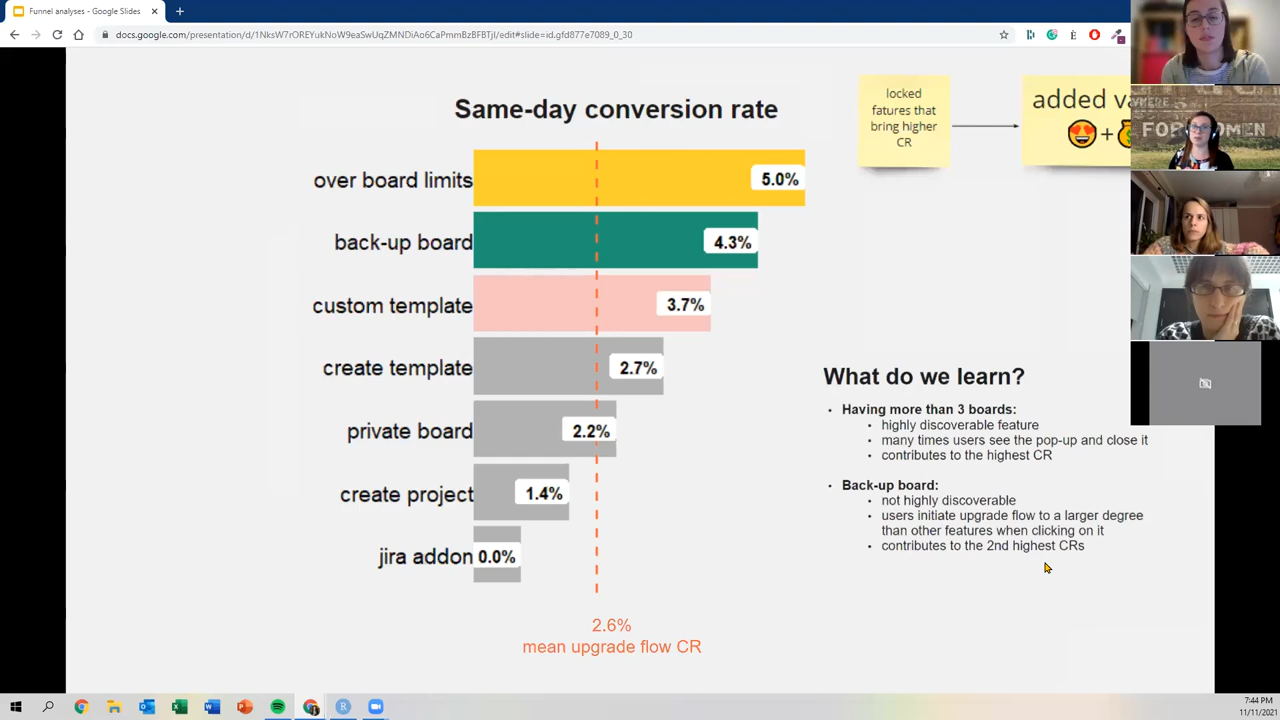 Funnel analyses - Google Slides
docs.google.com/presentation/d/1NksW7rOREYukNoW9eaSwUqZMNDiAo6CaPmmBzBFBTjI/edit#slide=id.gfd877e7089_0_30
Same-day conversion rate
locked
fatures that
bring higher
CR
added va
+
over board limits 5.0%
back-up board 4.3%
custom template 3.7%
create template 2.7%
private board 2.2%
create project 1.4%
jira addon 0.0%
2.6%
mean upgrade flow CR
What do we learn?
• Having more than 3 boards:
• highly discoverable feature
• many times users see the pop-up and close it
• contributes to the highest CR
• Back-up board:
• not highly discoverable
• users initiate upgrade flow to a larger degree
than other features when clicking on it
• contributes to the 2nd highest CRs
FOR WOMEN
7:44 PM
11/11/2021